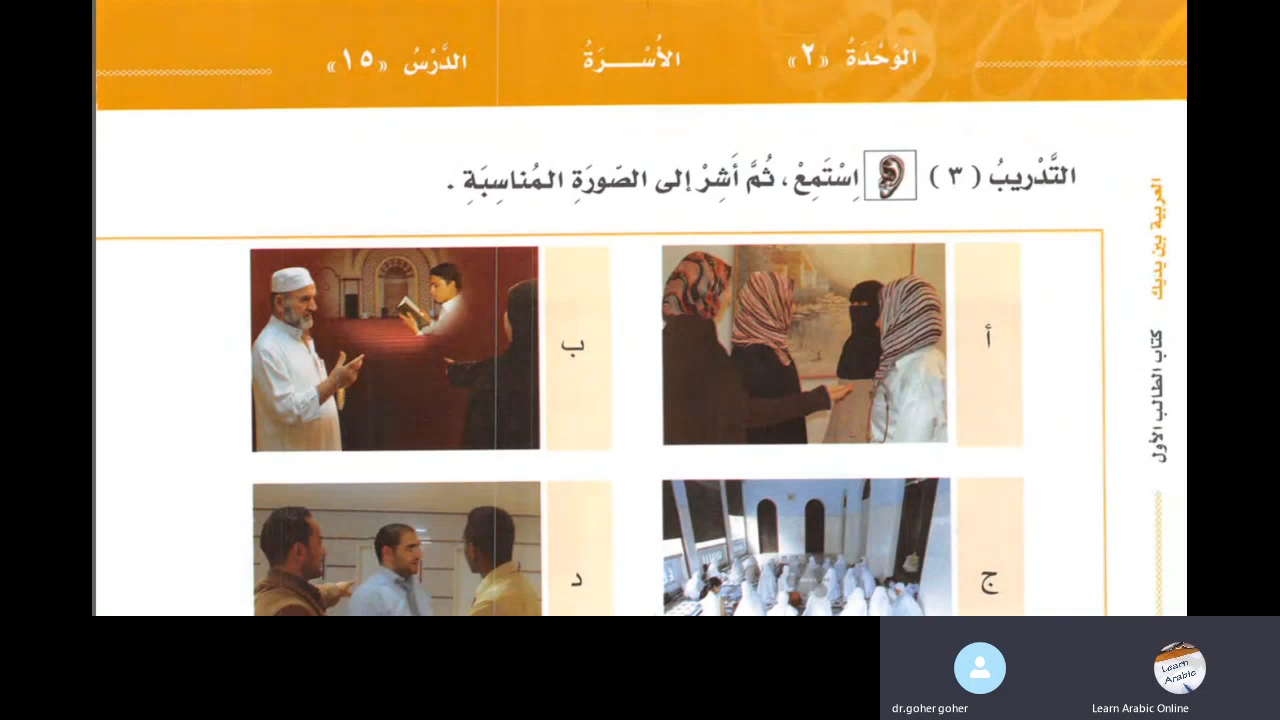 الوَحْدَةُ «٢» الأُسْـــــرَةُ الدَّرْسُ «١٥»
التَّدْريبُ ( ٣ ) اِسْتَمِعْ ، ثُمَّ أَشِرْ إلى الصّورَةِ المُناسِبَةِ .
أ
ب
ج
د
العربية بين يديك كتاب الطالب الأول
dr.goher goher
Learn Arabic Online
Learn
Arabic